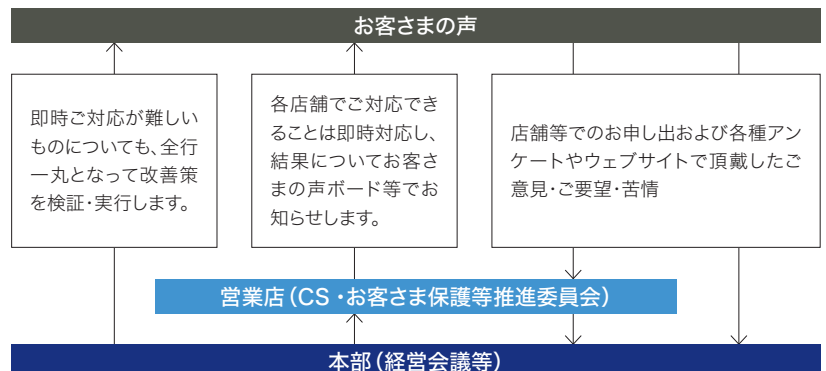 お客さまの声
即時ご対応が難しい
ものについても、全行
一丸となって改善策
を検証・実行します。
各店舗でご対応でき
ることは即時対応し、
結果についてお客さ
まの声ボード等でお
知らせします。
店舗等でのお申し出および各種アン
ケートやウェブサイトで頂戴したご
意見・ご要望・苦情
営業店（CS・お客さま保護等推進委員会）
本部（経営会議等）